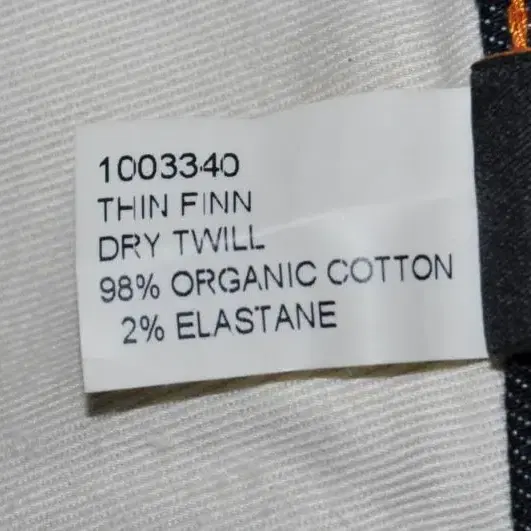 1003340
THIN FINN
DRY TWILL
98% ORGANIC COTTON
2% ELASTANE